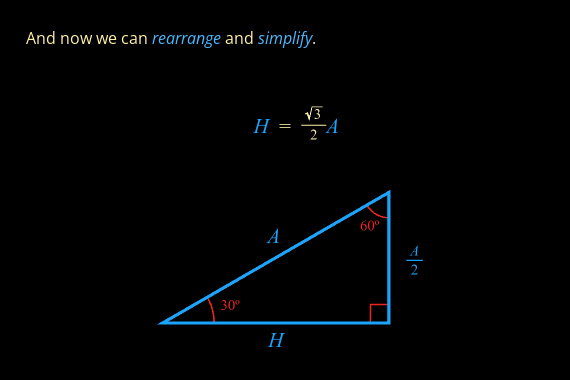 And now we can rearrange and simplify.
H = √3/2 A
A
60°
A/2
30°
H